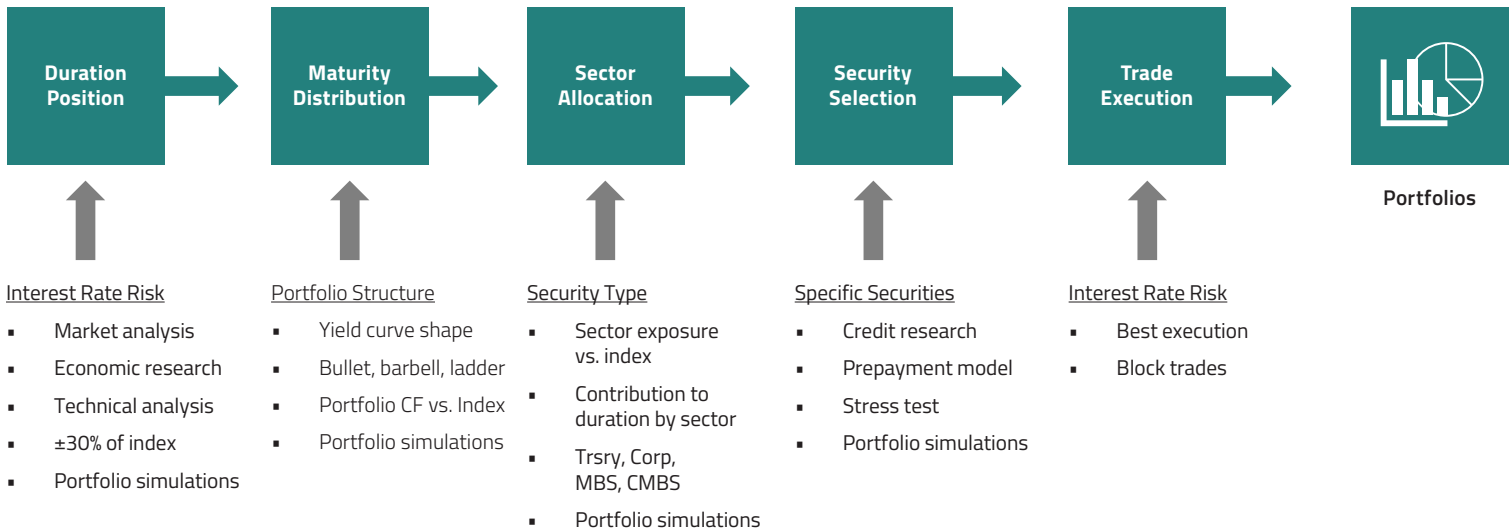 Duration
Position
Maturity
Distribution
Sector
Allocation
Security
Selection
Trade
Execution
Portfolios
Interest Rate Risk
▪ Market analysis
▪ Economic research
▪ Technical analysis
▪ ±30% of index
▪ Portfolio simulations
Portfolio Structure
▪ Yield curve shape
▪ Bullet, barbell, ladder
▪ Portfolio CF vs. Index
▪ Portfolio simulations
Security Type
▪ Sector exposure
vs. index
▪ Contribution to
duration by sector
▪ Trsry, Corp,
MBS, CMBS
▪ Portfolio simulations
Specific Securities
▪ Credit research
▪ Prepayment model
▪ Stress test
▪ Portfolio simulations
Interest Rate Risk
▪ Best execution
▪ Block trades